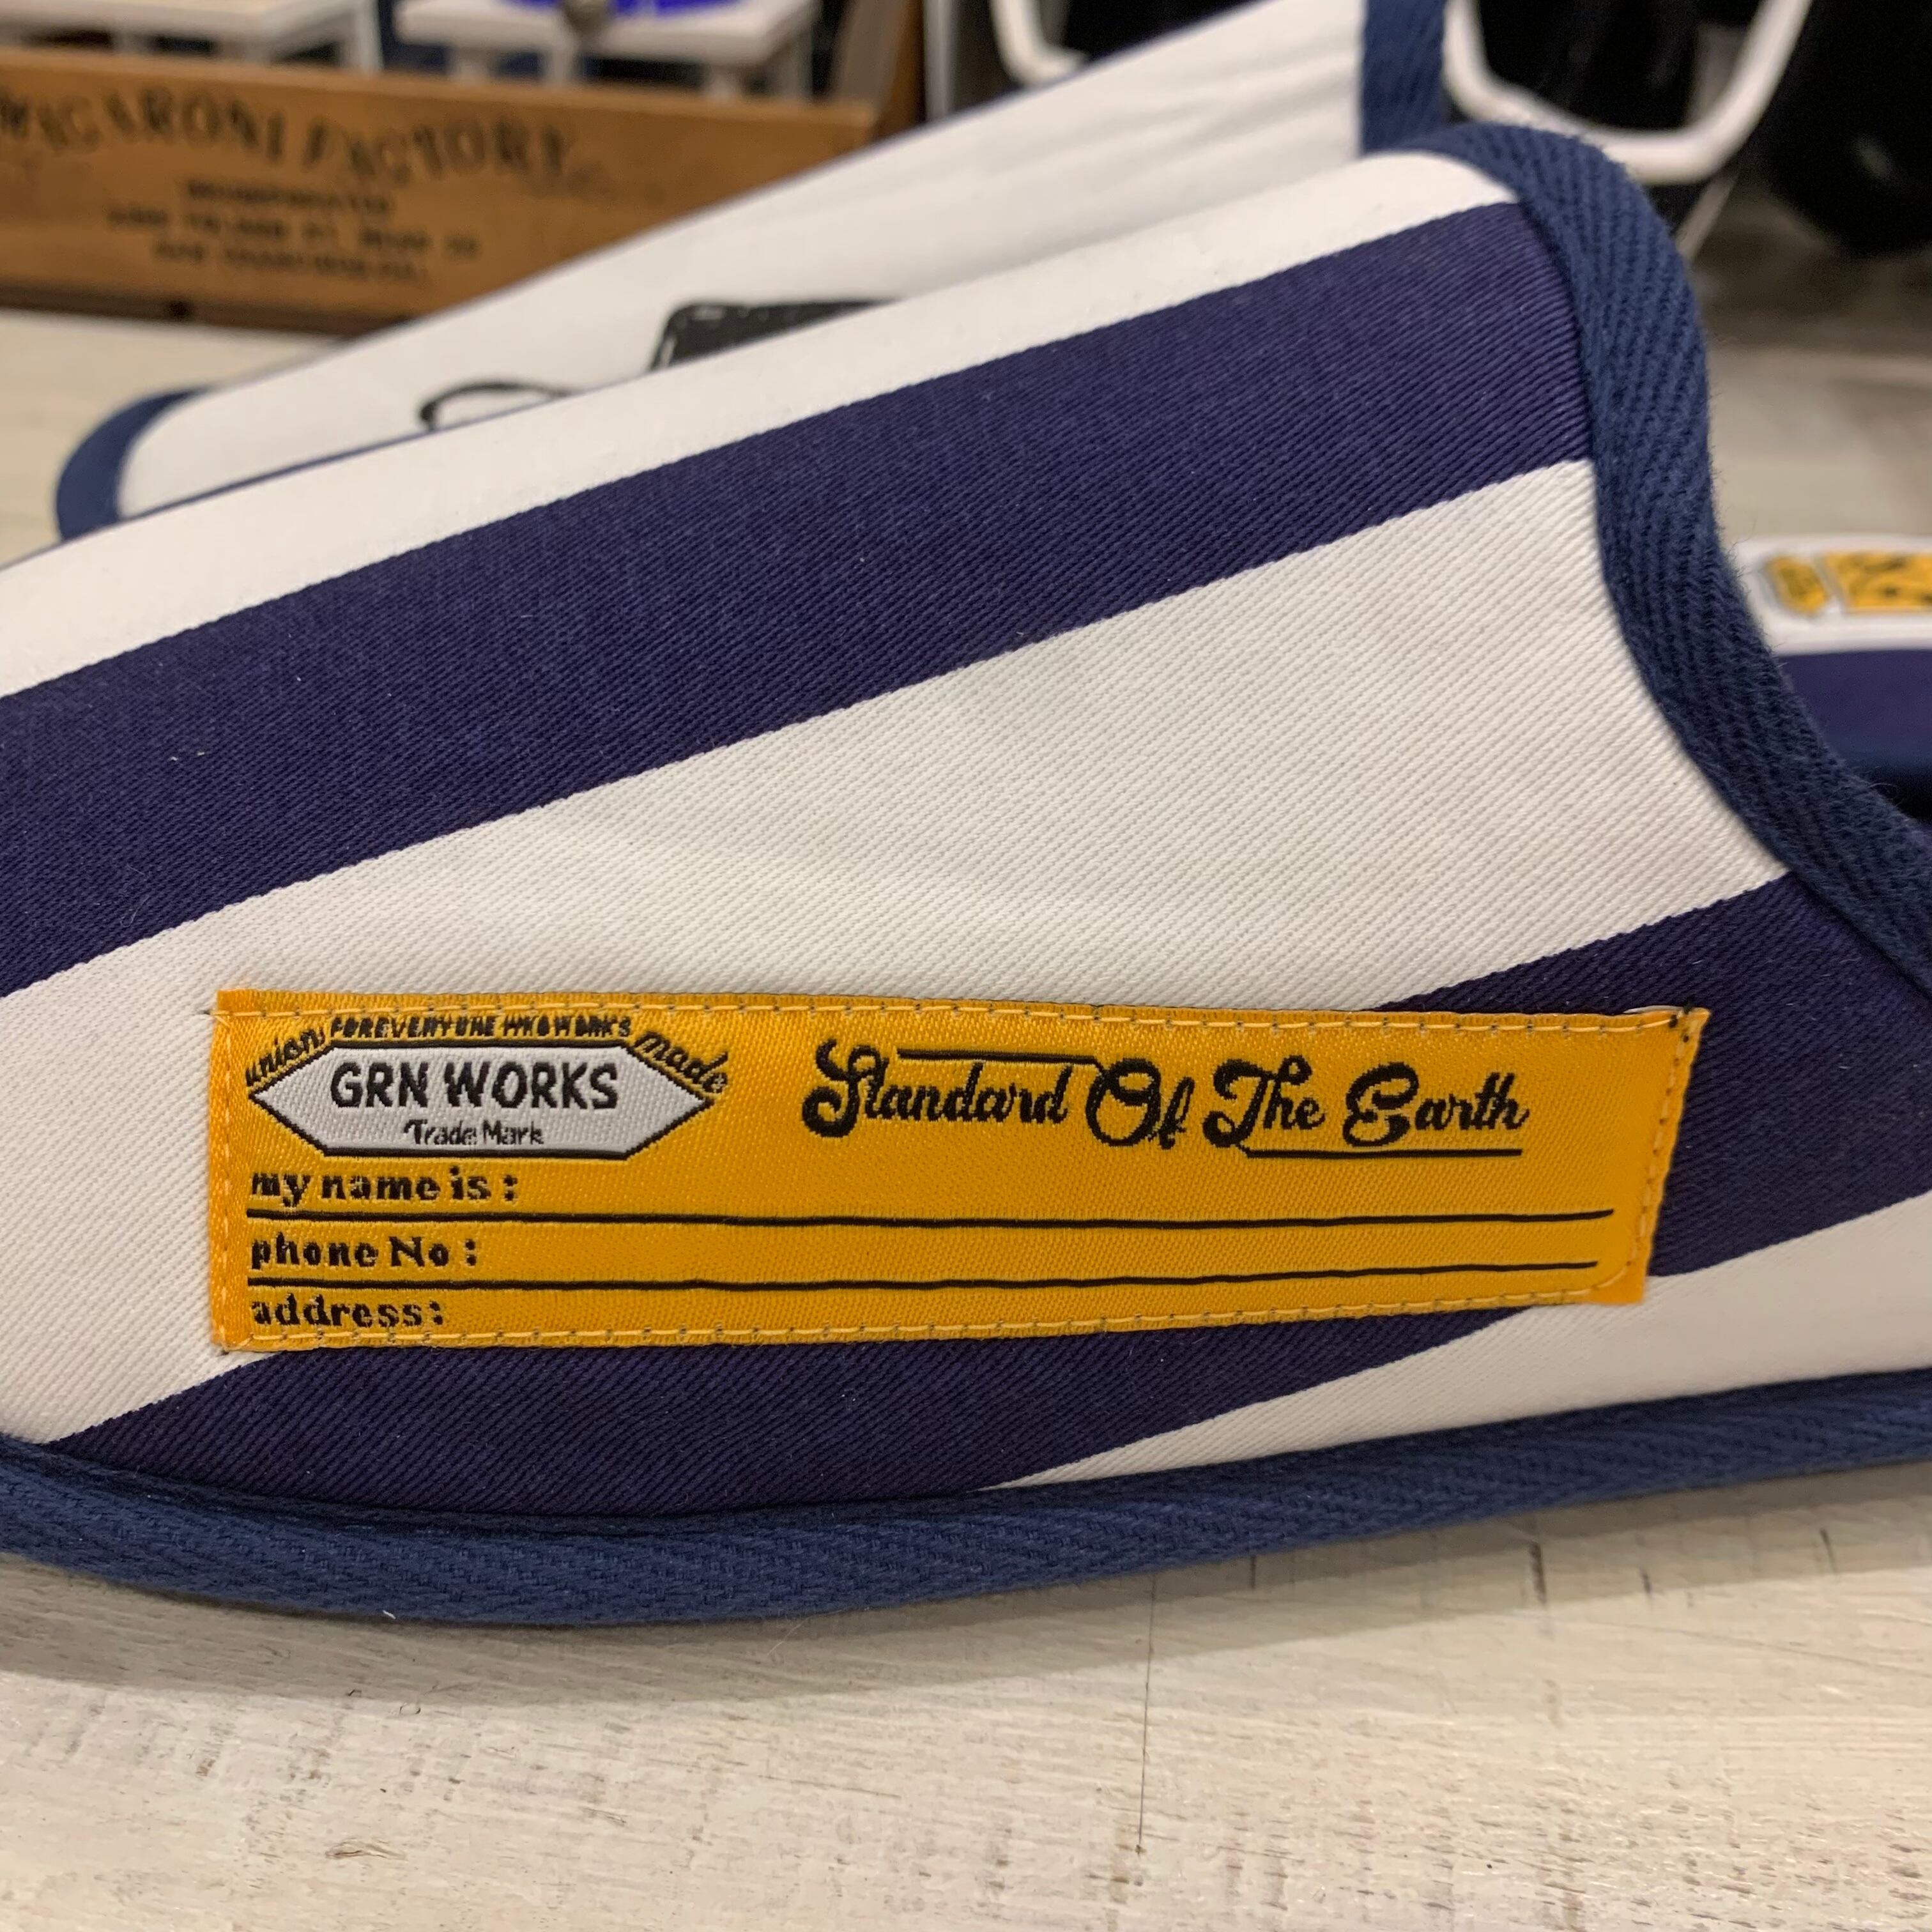 FACTORY
union FOR EVERYONE WHO WORKS made
GRN WORKS
Trade Mark
Standard Of The Earth
my name is :
phone No :
address: